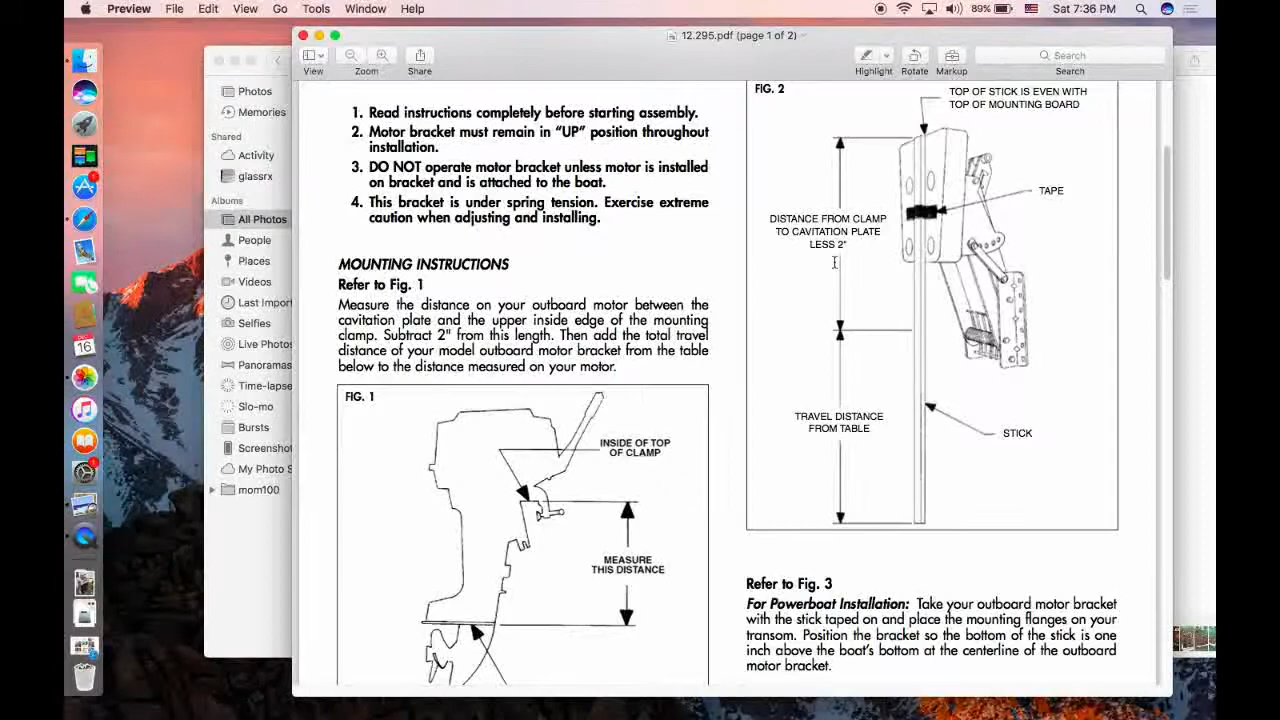 Preview File Edit View Go Tools Window Help
89% Sat 7:36 PM
12.295.pdf (page 1 of 2)
View Zoom Share Highlight Rotate Markup Search
Search
Photos
Memories
Shared
Activity
glassrx
Albums
All Photos
People
Places
Videos
Last Import
Selfies
Live Photos
Panoramas
Time-lapse
Slo-mo
Bursts
Screenshot
My Photo S
mom100
DEC
16
1. Read instructions completely before starting assembly.
2. Motor bracket must remain in “UP” position throughout
installation.
3. DO NOT operate motor bracket unless motor is installed
on bracket and is attached to the boat.
4. This bracket is under spring tension. Exercise extreme
caution when adjusting and installing.
MOUNTING INSTRUCTIONS
Refer to Fig. 1
Measure the distance on your outboard motor between the
cavitation plate and the upper inside edge of the mounting
clamp. Subtract 2" from this length. Then add the total travel
distance of your model outboard motor bracket from the table
below to the distance measured on your motor.
FIG. 1
INSIDE OF TOP
OF CLAMP
MEASURE
THIS DISTANCE
FIG. 2
TOP OF STICK IS EVEN WITH
TOP OF MOUNTING BOARD
TAPE
DISTANCE FROM CLAMP
TO CAVITATION PLATE
LESS 2"
TRAVEL DISTANCE
FROM TABLE
STICK
Refer to Fig. 3
For Powerboat Installation: Take your outboard motor bracket
with the stick taped on and place the mounting flanges on your
transom. Position the bracket so the bottom of the stick is one
inch above the boat’s bottom at the centerline of the outboard
motor bracket.